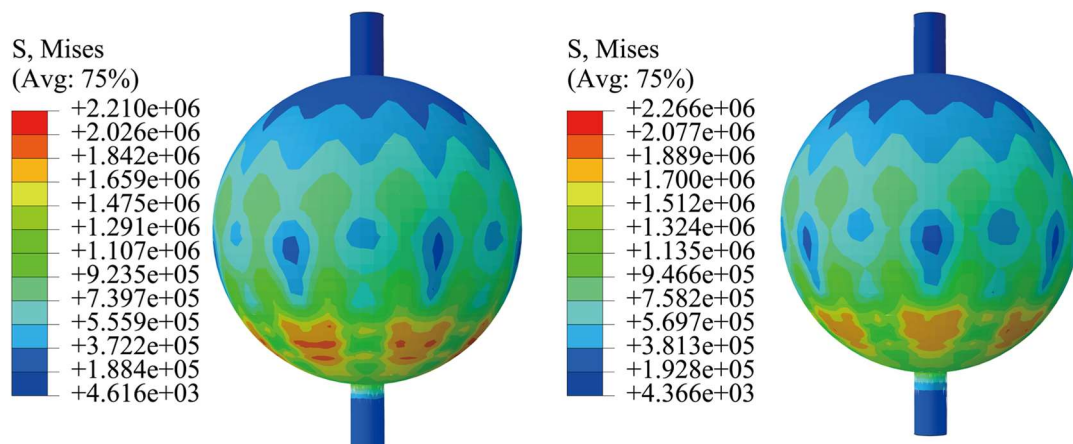 S, Mises
(Avg: 75%)
+2.210e+06
+2.026e+06
+1.842e+06
+1.659e+06
+1.475e+06
+1.291e+06
+1.107e+06
+9.235e+05
+7.397e+05
+5.559e+05
+3.722e+05
+1.884e+05
+4.616e+03
S, Mises
(Avg: 75%)
+2.266e+06
+2.077e+06
+1.889e+06
+1.700e+06
+1.512e+06
+1.324e+06
+1.135e+06
+9.466e+05
+7.582e+05
+5.697e+05
+3.813e+05
+1.928e+05
+4.366e+03